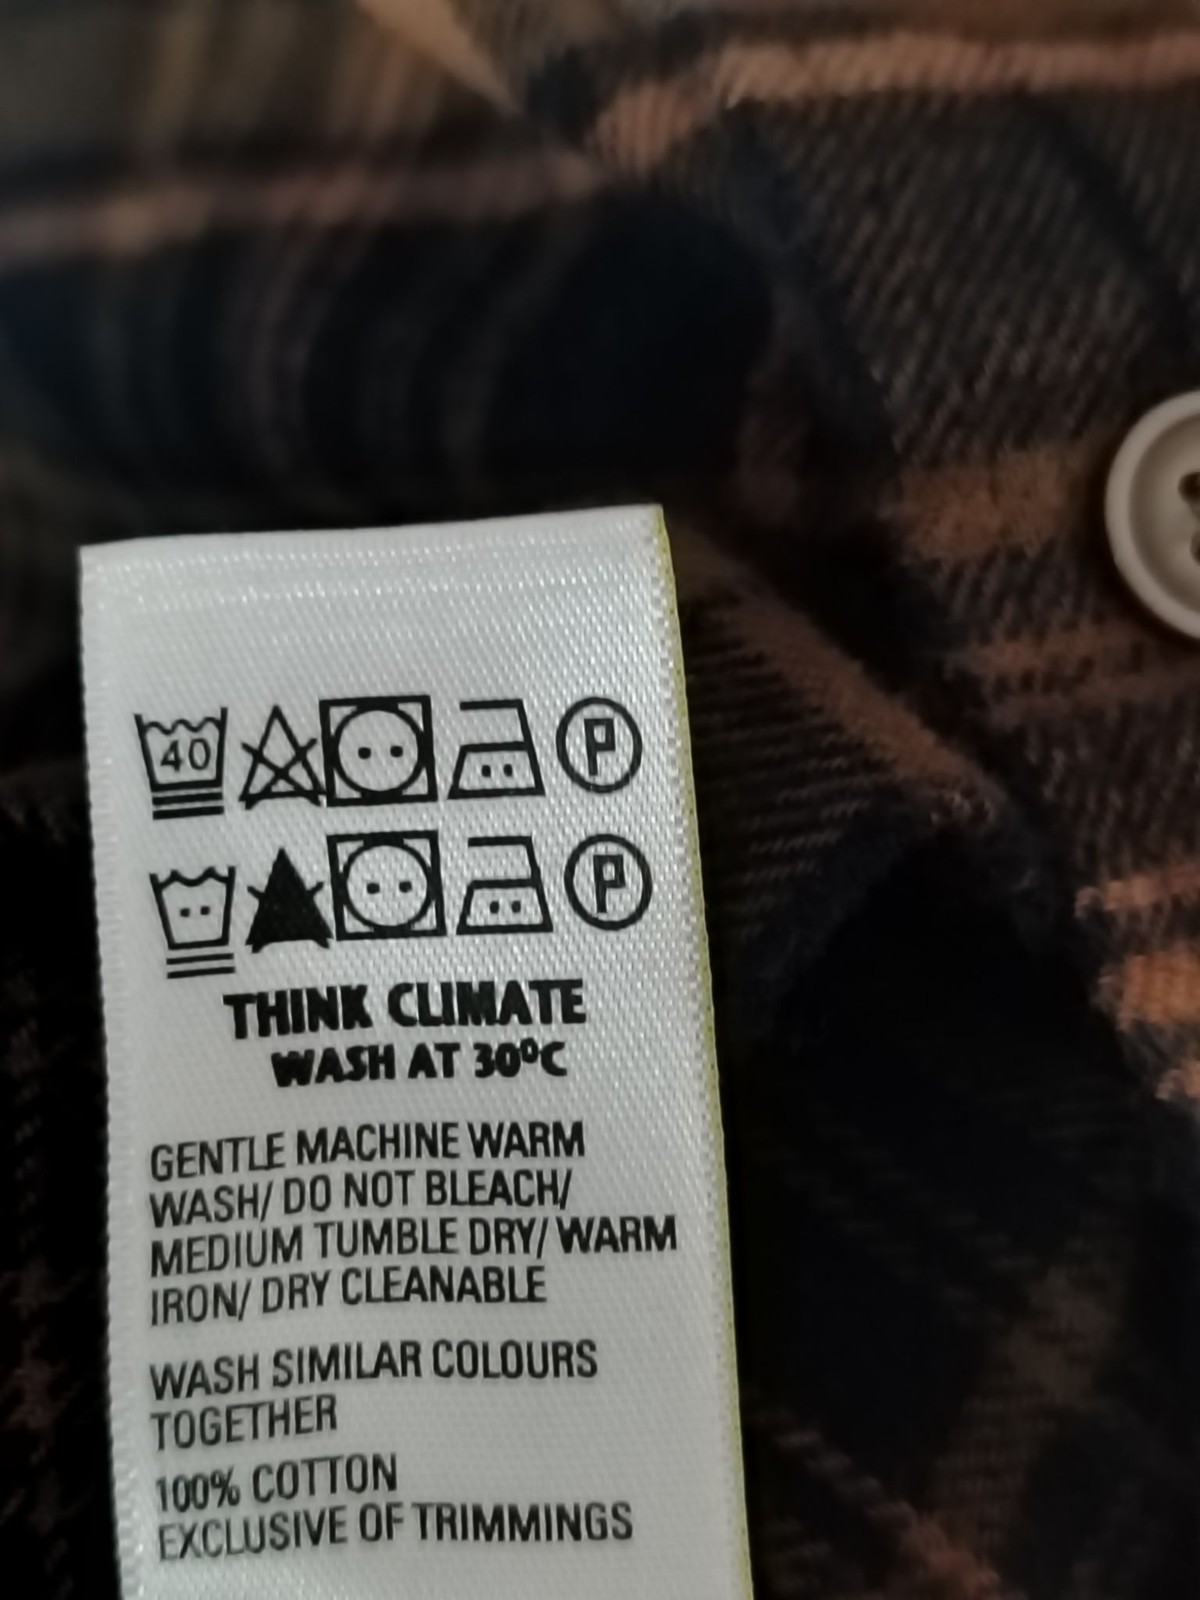 40 P
P
THINK CLIMATE
WASH AT 30ºC
GENTLE MACHINE WARM
WASH/ DO NOT BLEACH/
MEDIUM TUMBLE DRY/ WARM
IRON/ DRY CLEANABLE
WASH SIMILAR COLOURS
TOGETHER
100% COTTON
EXCLUSIVE OF TRIMMINGS